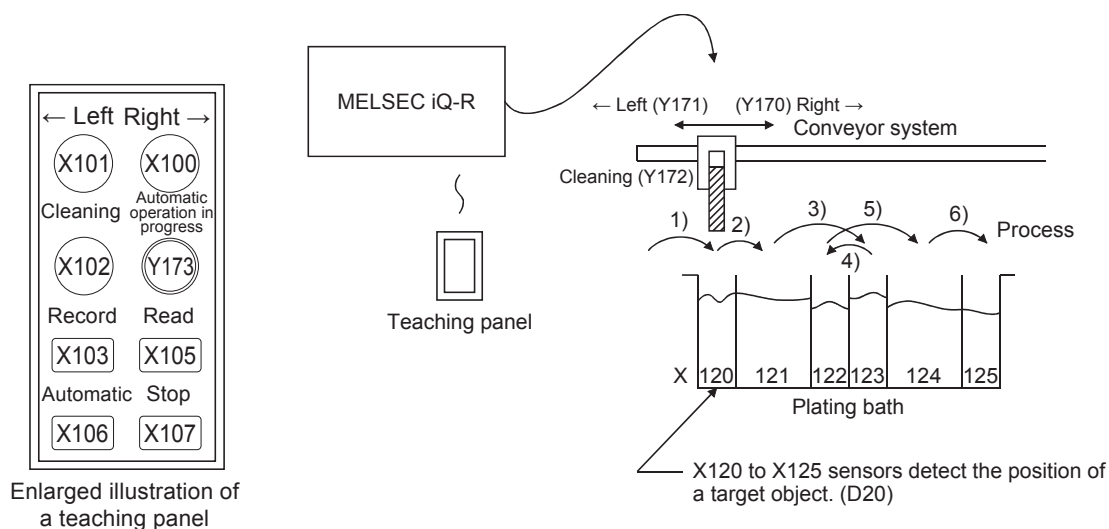 ← Left Right →
X101 X100
Cleaning
Automatic
operation in
progress
X102 Y173
Record Read
X103 X105
Automatic Stop
X106 X107
Enlarged illustration of
a teaching panel
MELSEC iQ-R
Teaching panel
← Left (Y171) (Y170) Right →
Conveyor system
Cleaning (Y172)
1) 2) 3) 4) 5) 6)
Process
X 120 121 122 123 124 125
Plating bath
X120 to X125 sensors detect the position of
a target object. (D20)